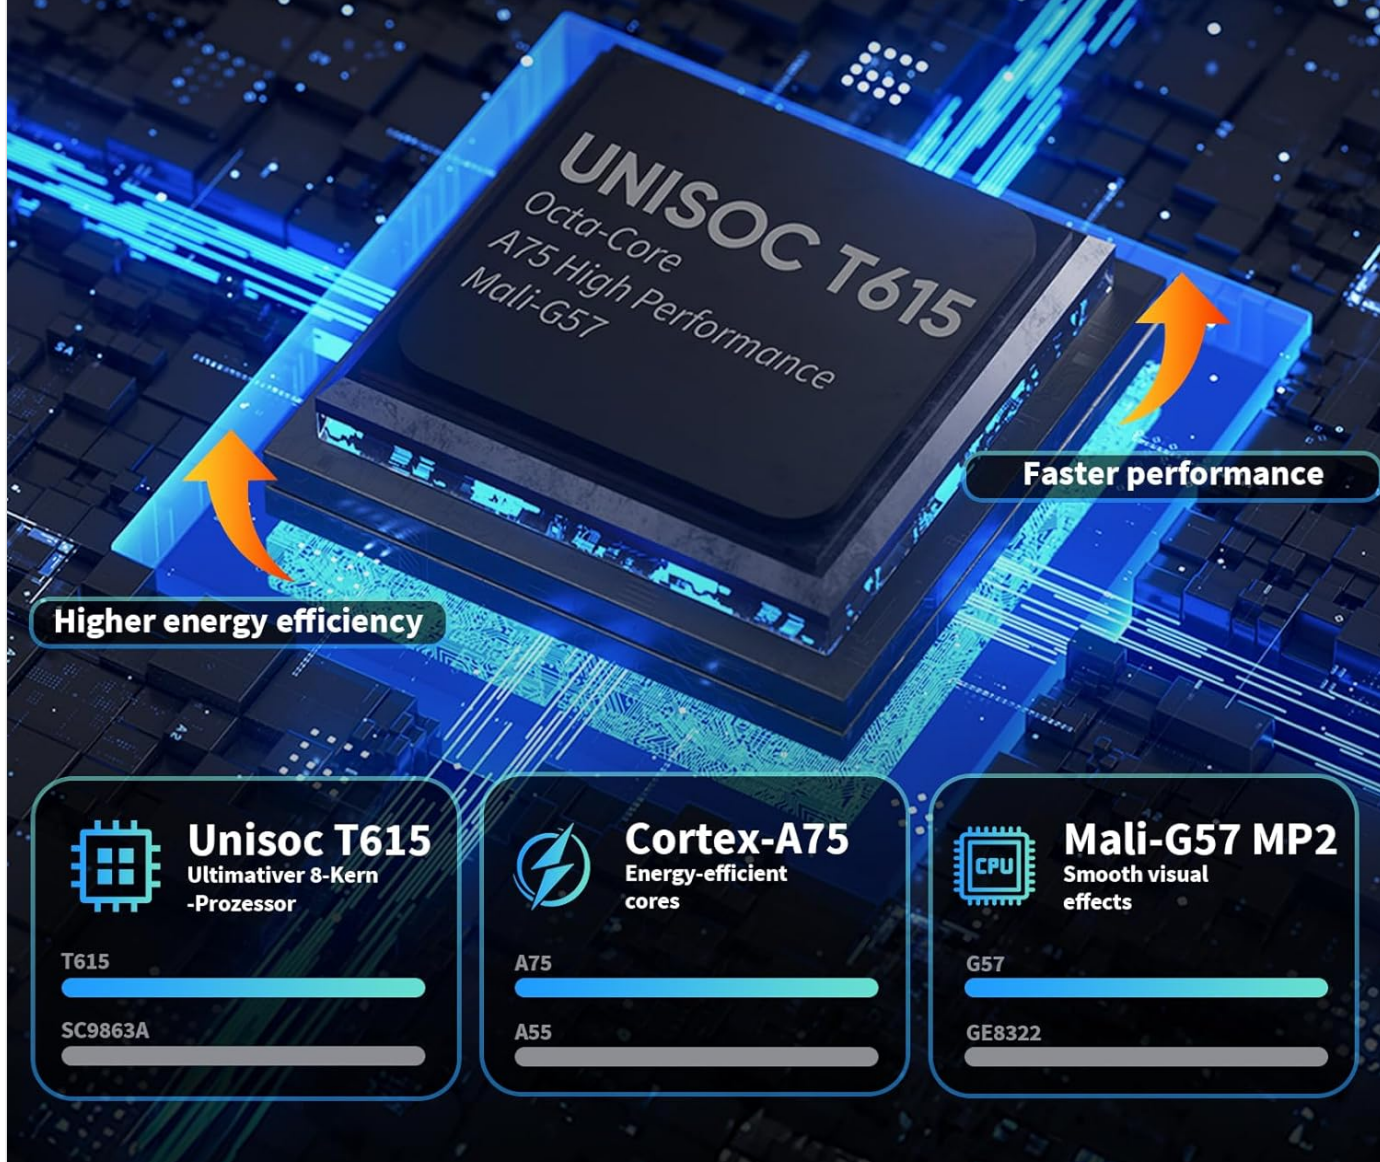 UNISOC T615
Octa-Core
A75 High Performance
Mali-G57
Faster performance
Higher energy efficiency
Unisoc T615
Ultimativer 8-Kern
-Prozessor
T615
SC9863A
Cortex-A75
Energy-efficient
cores
A75
A55
CPU
Mali-G57 MP2
Smooth visual
effects
G57
GE8322
SA
A2